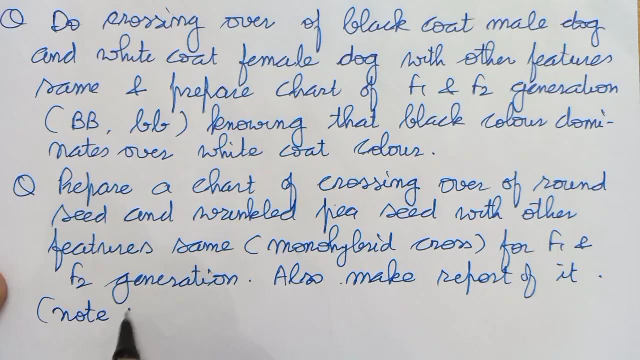 Q Do crossing over of black coat male dog
and white coat female dog with other features
same & prepare chart of F1 & F2 generation
(BB, bb) knowing that black colour domi-
nates over white coat colour.
Q Prepare a chart of crossing over of round
seed and wrinkled pea seed with other
features same (monohybrid cross) for F1 &
F2 generation. Also make report of it.
(note